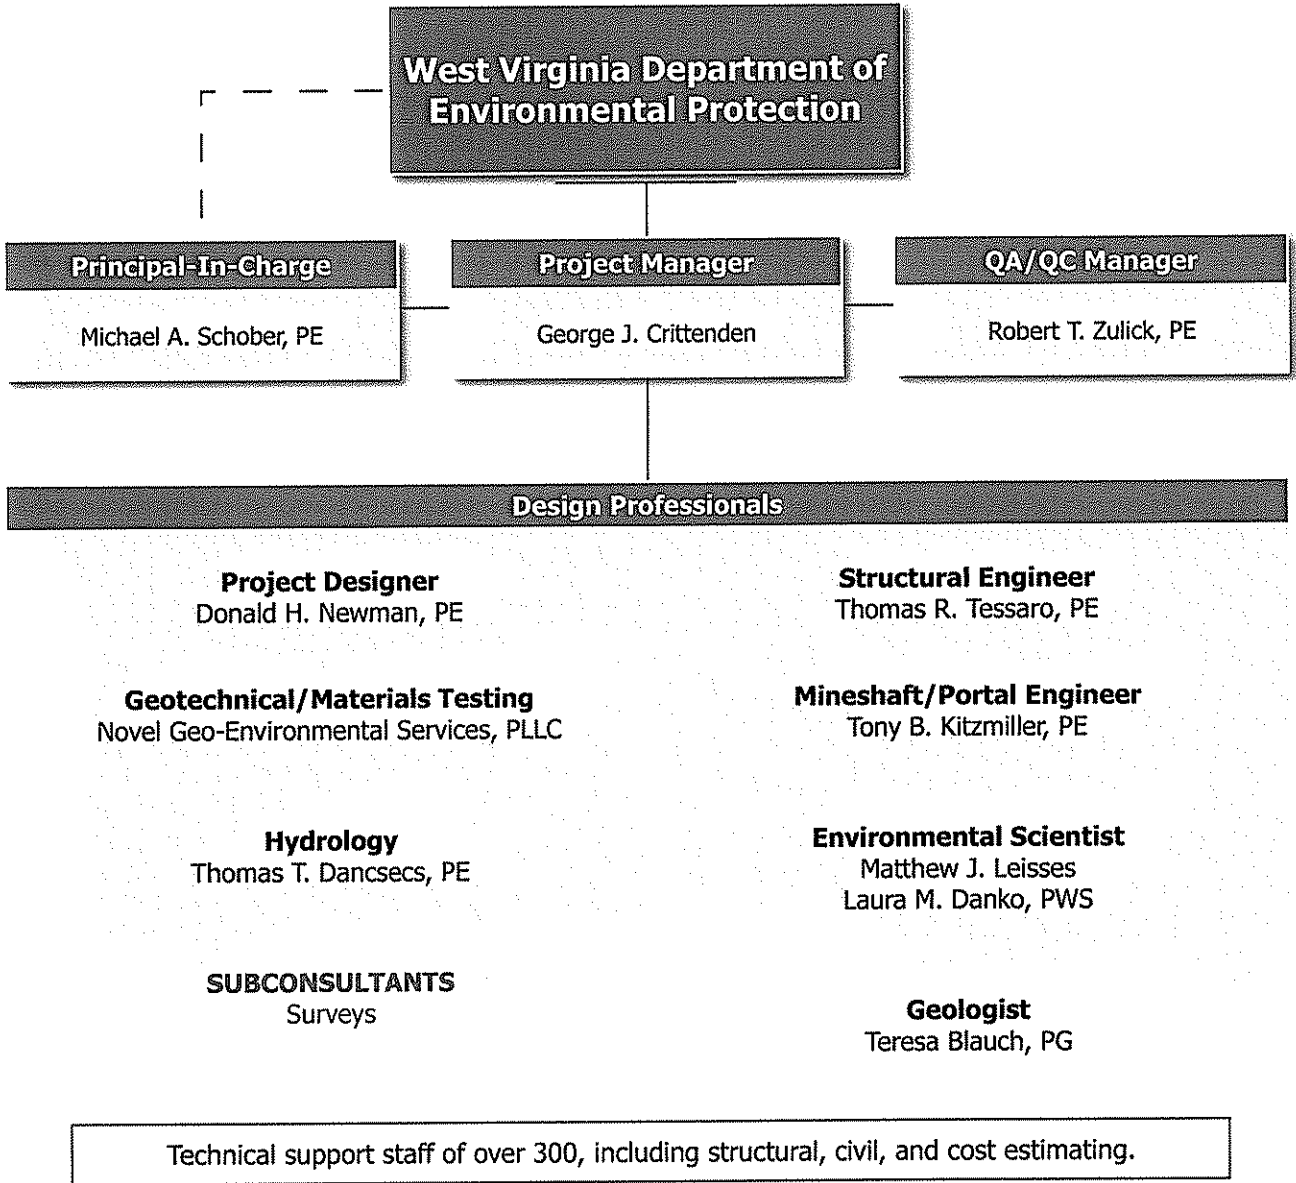 West Virginia Department of
Environmental Protection
Principal-In-Charge
Michael A. Schober, PE
Project Manager
George J. Crittenden
QA/QC Manager
Robert T. Zulick, PE
Design Professionals
Project Designer
Donald H. Newman, PE
Structural Engineer
Thomas R. Tessaro, PE
Geotechnical/Materials Testing
Novel Geo-Environmental Services, PLLC
Mineshaft/Portal Engineer
Tony B. Kitzmiller, PE
Hydrology
Thomas T. Dancsecs, PE
Environmental Scientist
Matthew J. Leisses
Laura M. Danko, PWS
SUBCONSULTANTS
Surveys
Geologist
Teresa Blauch, PG
Technical support staff of over 300, including structural, civil, and cost estimating.